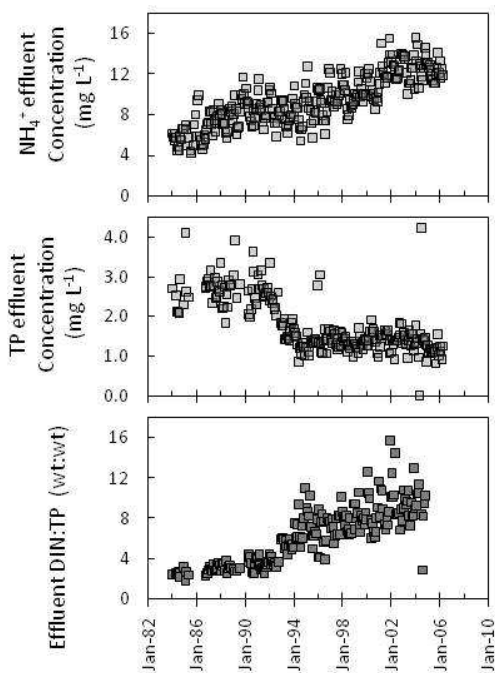 NH₄⁺ effluent
Concentration
(mg L⁻¹)
16
12
8
4
0
TP effluent
Concentration
(mg L⁻¹)
4.0
3.0
2.0
1.0
0.0
Effluent DIN:TP (wt:wt)
16
12
8
4
0
Jan-82
Jan-86
Jan-90
Jan-94
Jan-98
Jan-02
Jan-06
Jan-10